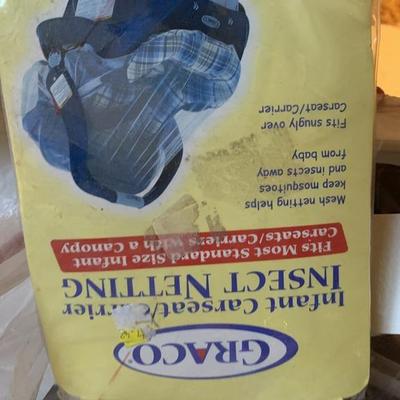 GRACO
Infant Carseat/Carrier
INSECT NETTING
Fits Most Standard Size Infant
Carseats/Carriers with a Canopy
Mesh netting helps
keep mosquitoes
and insects away
from baby
Fits snugly over
Carseat/Carrier